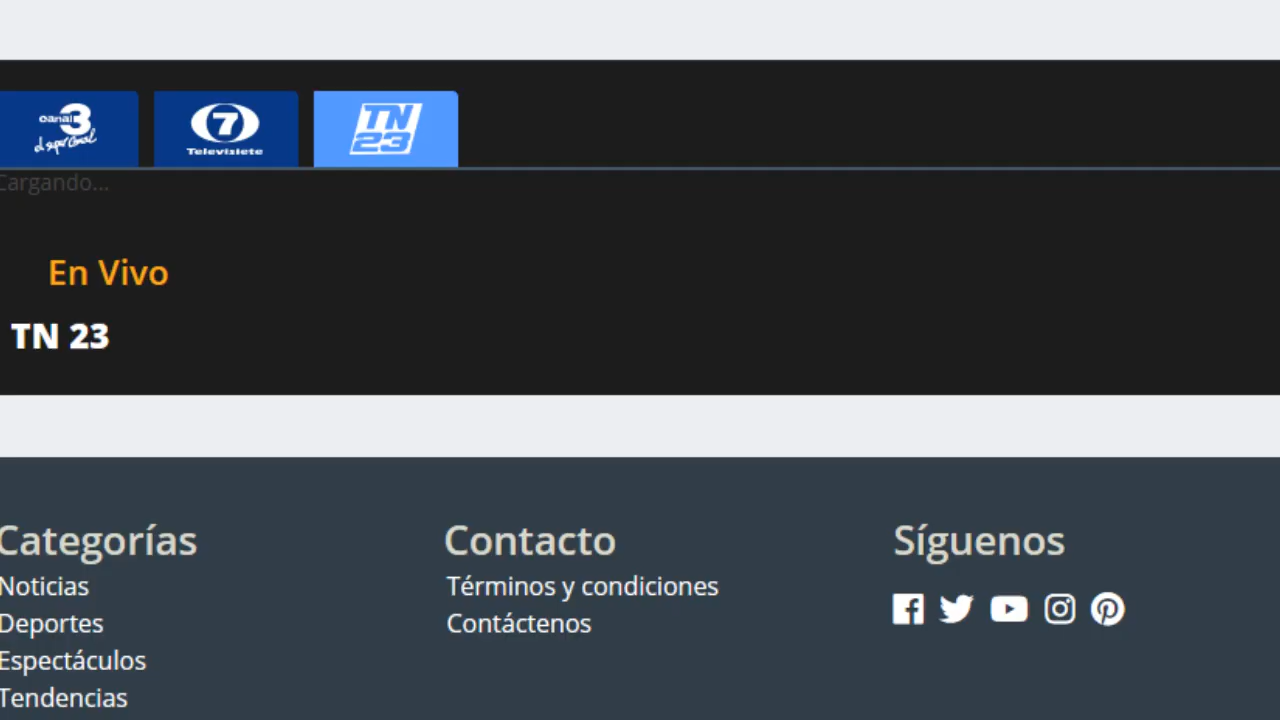 canal 3
el super canal
7
Televisiete
TN
23
Cargando...
En Vivo
TN 23
Categorías
Contacto
Síguenos
Noticias
Términos y condiciones
Deportes
Contáctenos
Espectáculos
Tendencias